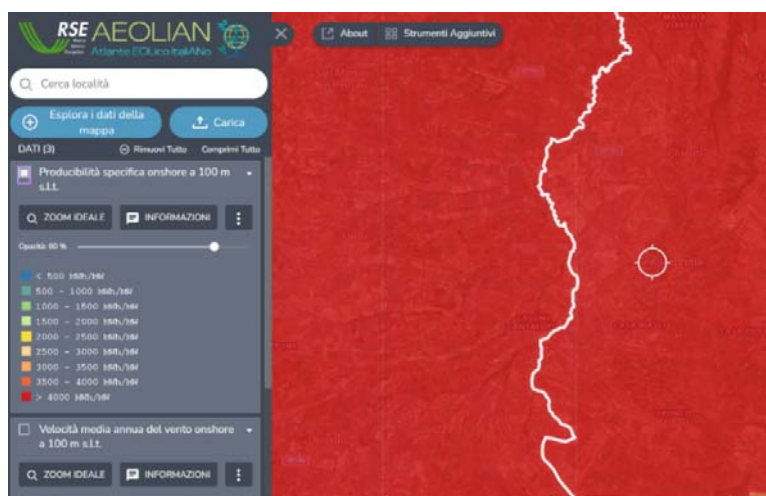 RSE AEOLIAN
Atlante EOLico ItaliANo
Cerca località
Esplora i dati della
mappa
Carica
DATI (3)
Rimuovi Tutto
Comprimi Tutto
Producibilità specifica onshore a 100 m
s.l.t.
ZOOM IDEALE
INFORMAZIONI
Opacità: 80 %
< 500 MWh/MW
500 - 1000 MWh/MW
1000 - 1500 MWh/MW
1500 - 2000 MWh/MW
2000 - 2500 MWh/MW
2500 - 3000 MWh/MW
3000 - 3500 MWh/MW
3500 - 4000 MWh/MW
> 4000 MWh/MW
Velocità media annua del vento onshore
a 100 m s.l.t.
ZOOM IDEALE
INFORMAZIONI
About
Strumenti Aggiuntivi